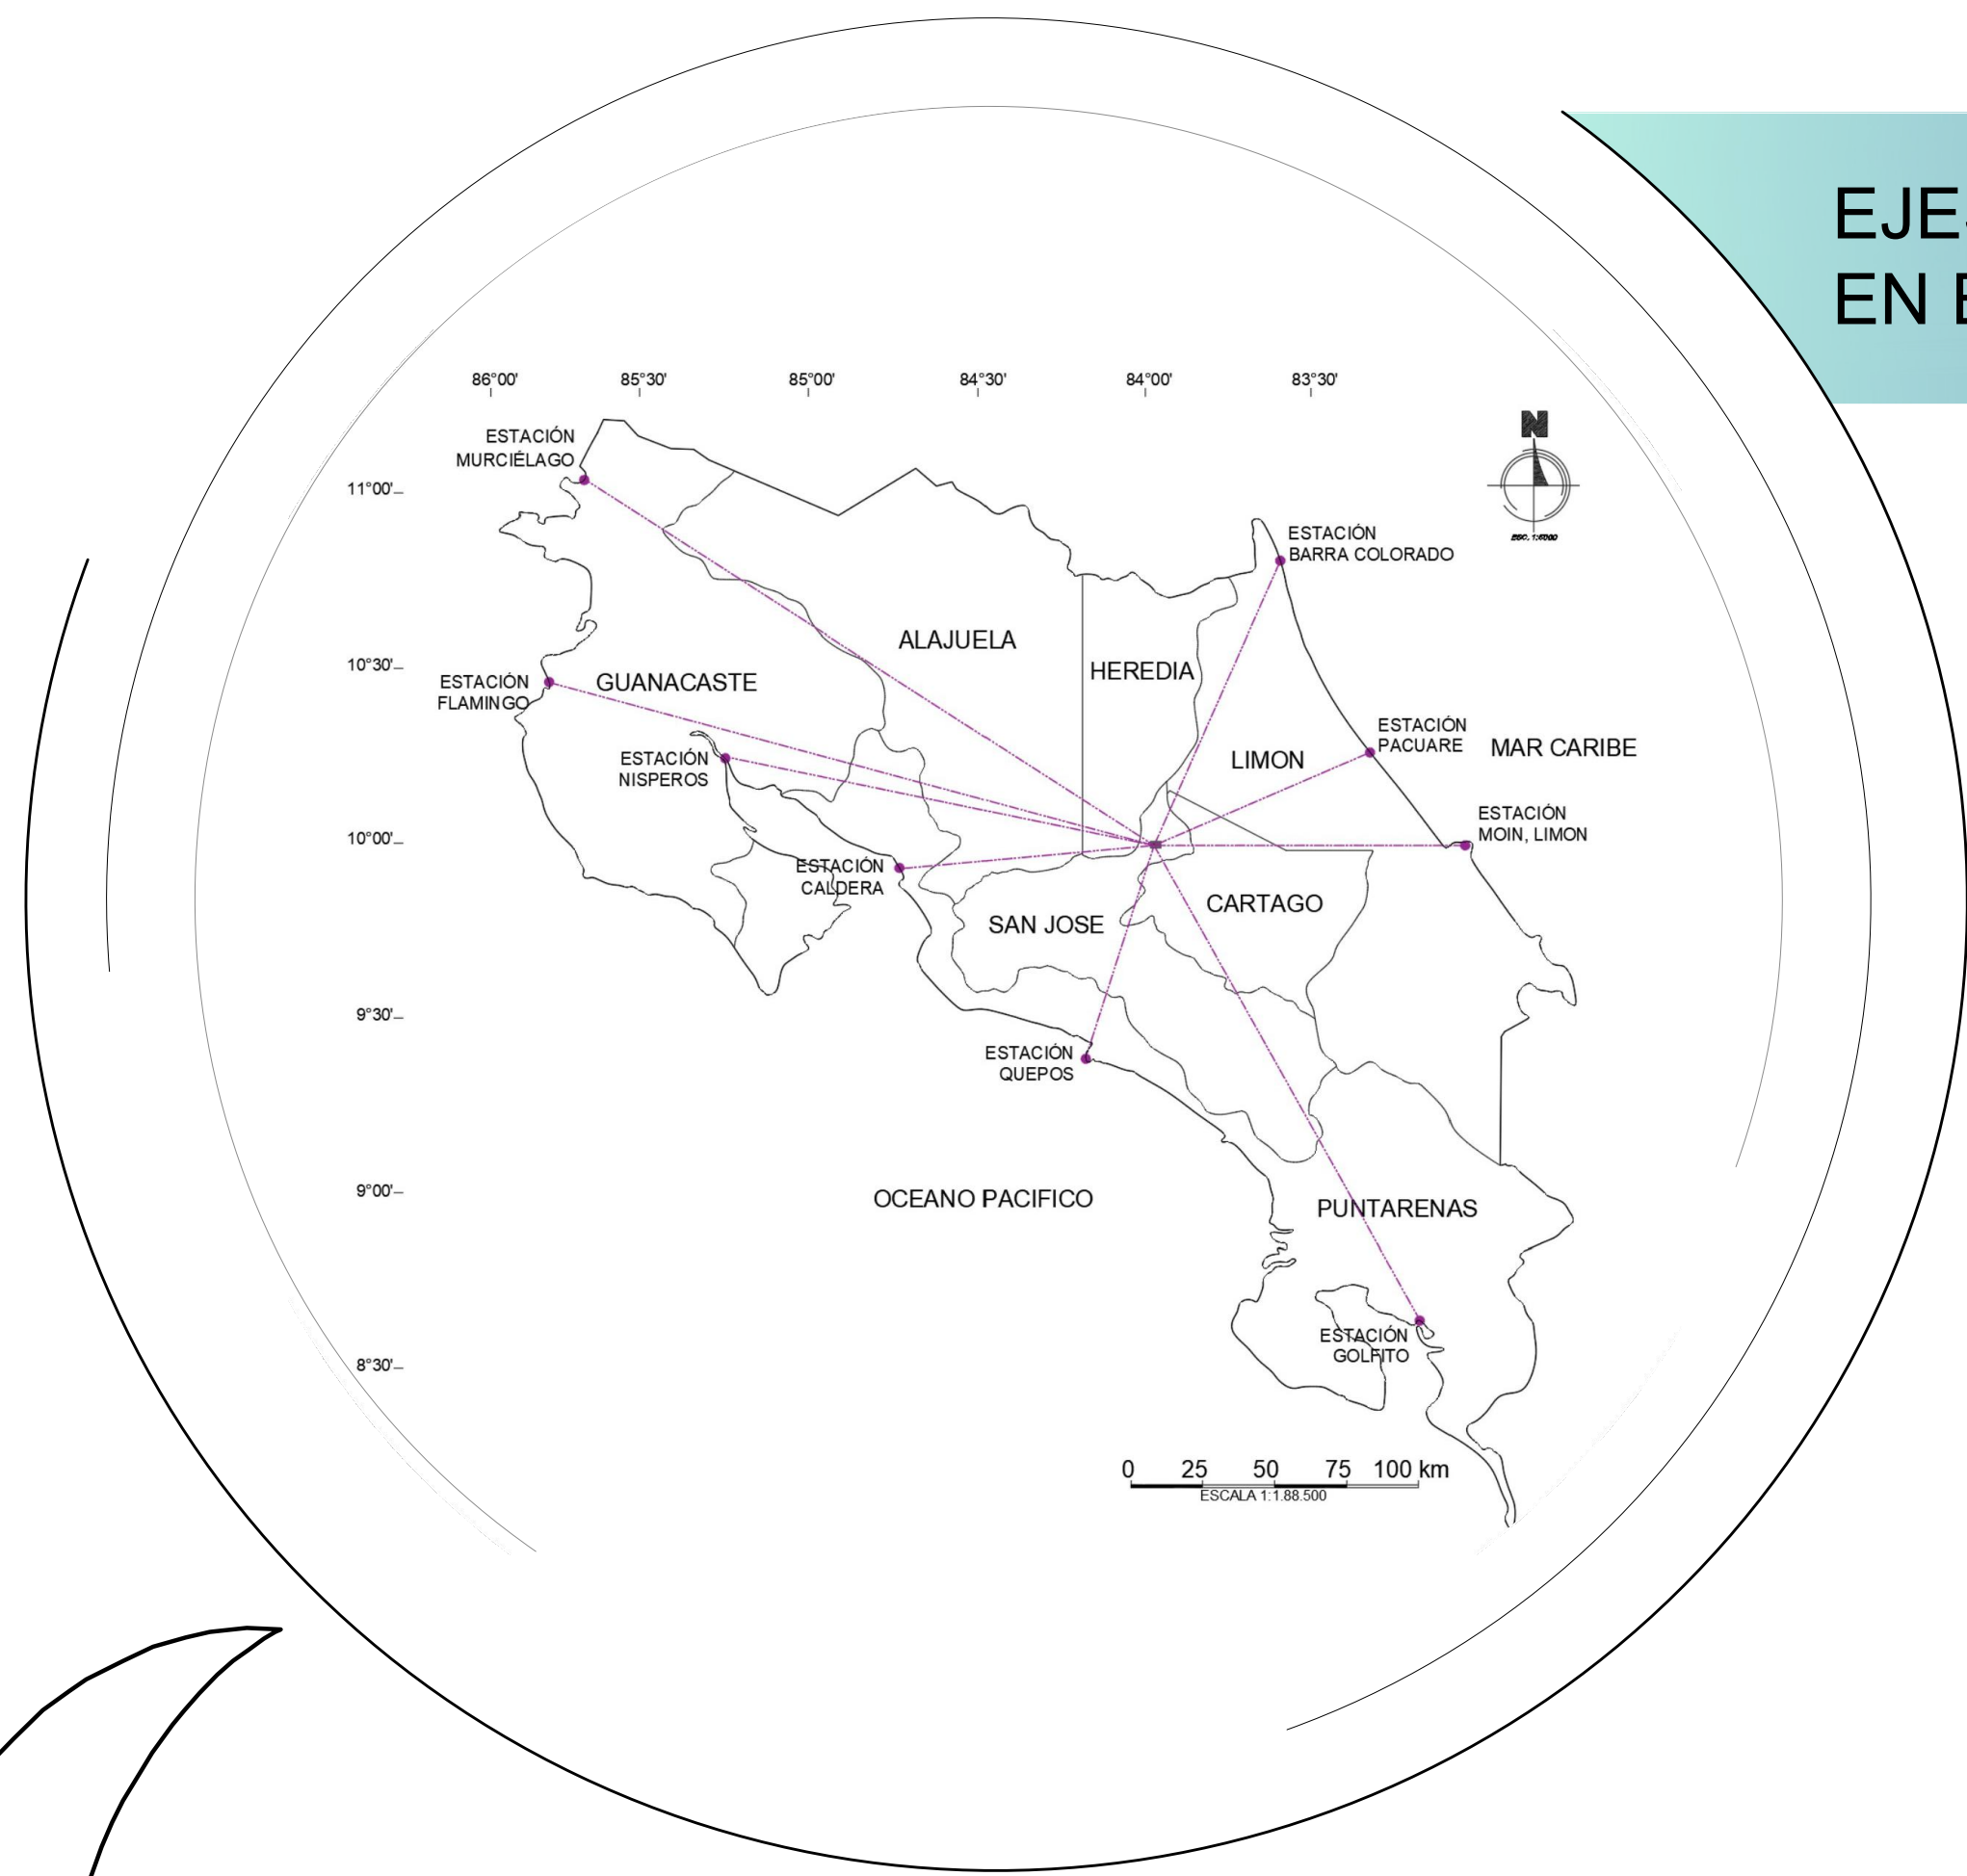 EJE
EN E
86°00'
85°30'
85°00'
84°30'
84°00'
83°30'
N
ESC. 1:5000
ESTACIÓN
MURCIÉLAGO
11°00'
ESTACIÓN
BARRA COLORADO
ALAJUELA
HEREDIA
10°30'
GUANACASTE
ESTACIÓN
FLAMINGO
ESTACIÓN
PACUARE
MAR CARIBE
ESTACIÓN
NISPEROS
LIMON
ESTACIÓN
MOIN, LIMON
10°00'
ESTACIÓN
CALDERA
CARTAGO
SAN JOSE
9°30'
ESTACIÓN
QUEPOS
9°00'
OCEANO PACIFICO
PUNTARENAS
ESTACIÓN
GOLFITO
8°30'
0 25 50 75 100 km
ESCALA 1:1.88.500